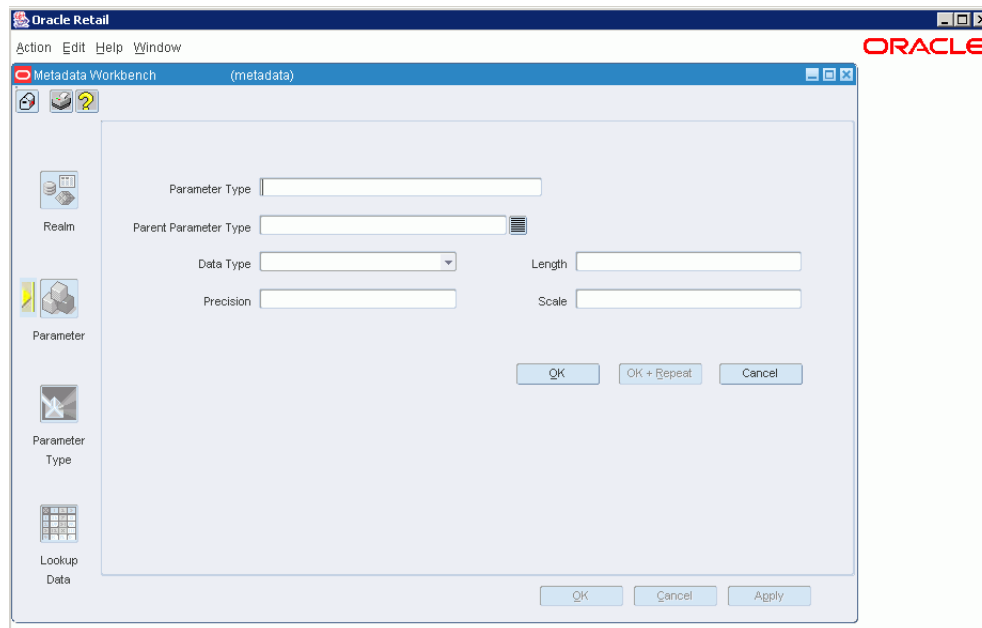 Oracle Retail
Action Edit Help Window
ORACLE
Metadata Workbench (metadata)
Realm
Parameter
Parameter
Type
Lookup
Data
Parameter Type
Parent Parameter Type
Data Type
Length
Precision
Scale
OK
OK + Repeat
Cancel
OK
Cancel
Apply